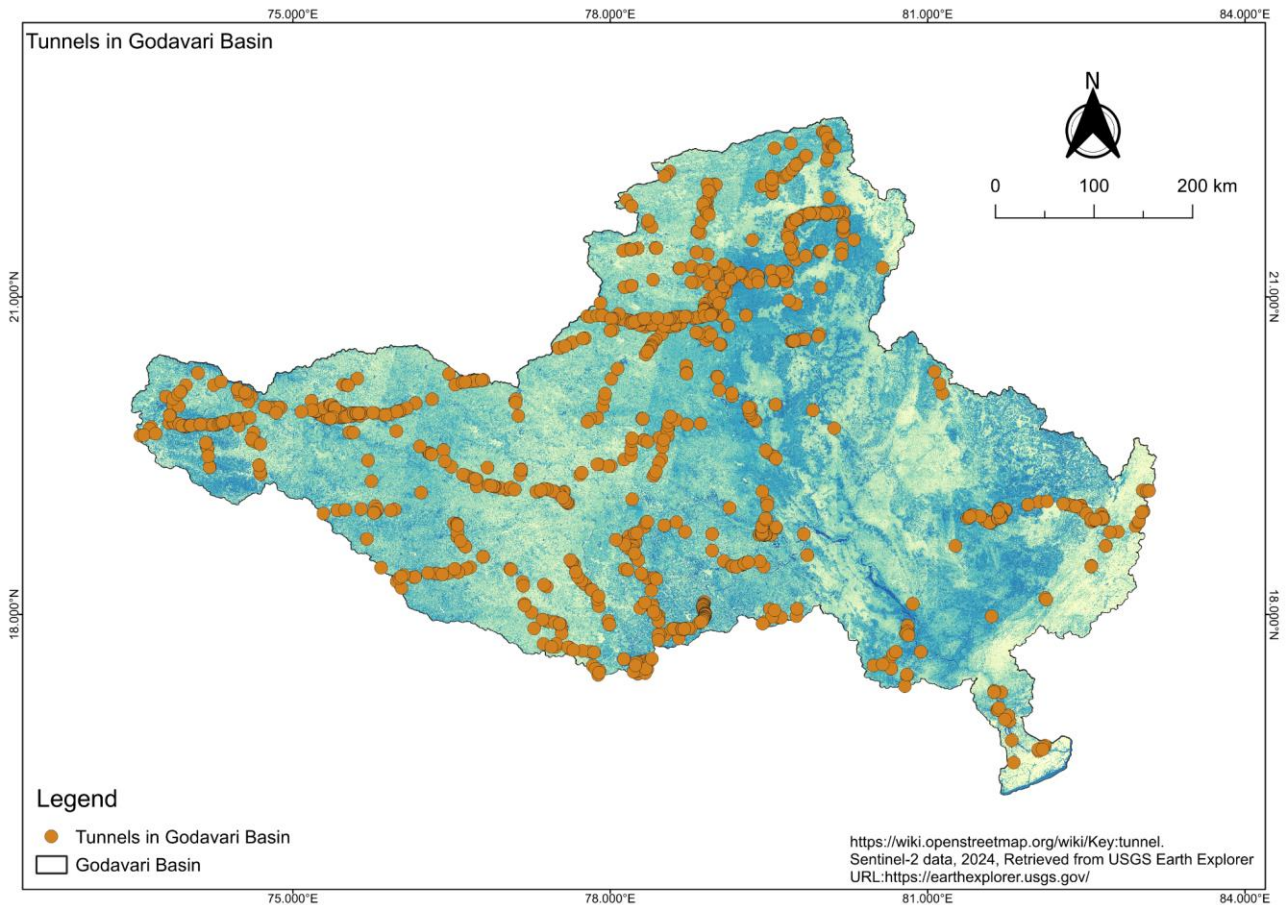 75.000°E 78.000°E 81.000°E 84.000°E
Tunnels in Godavari Basin
N
0 100 200 km
21.000°N 21.000°N
18.000°N 18.000°N
Legend
Tunnels in Godavari Basin
Godavari Basin
https://wiki.openstreetmap.org/wiki/Key:tunnel.
Sentinel-2 data, 2024, Retrieved from USGS Earth Explorer
URL:https://earthexplorer.usgs.gov/
75.000°E 78.000°E 81.000°E 84.000°E